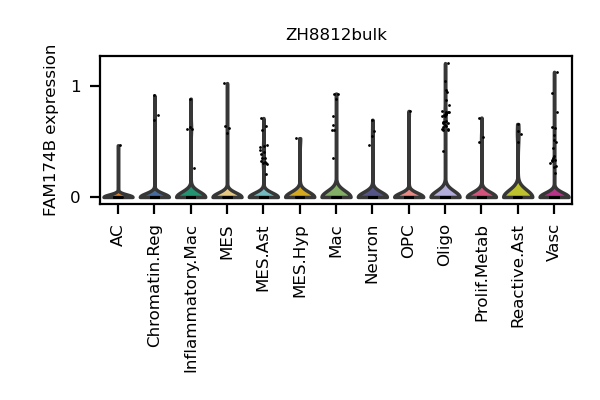 ZH8812bulk
FAM174B expression
1
0
AC
Chromatin.Reg
Inflammatory.Mac
MES
MES.Ast
MES.Hyp
Mac
Neuron
OPC
Oligo
Prolif.Metab
Reactive.Ast
Vasc